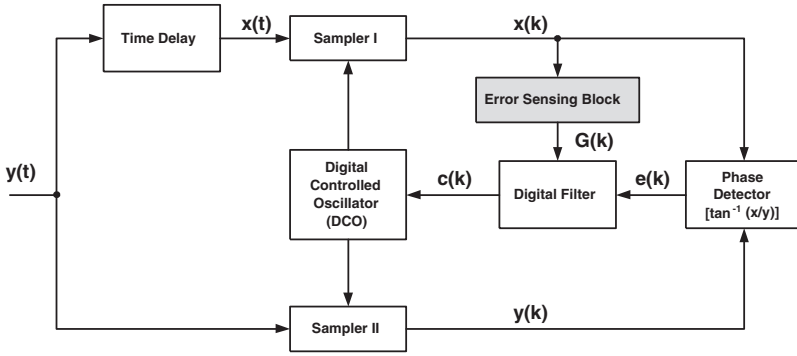 Time Delay
x(t)
Sampler I
x(k)
Error Sensing Block
G(k)
y(t)
Digital
Controlled
Oscillator
(DCO)
c(k)
Digital Filter
e(k)
Phase
Detector
[tan⁻¹ (x/y)]
Sampler II
y(k)